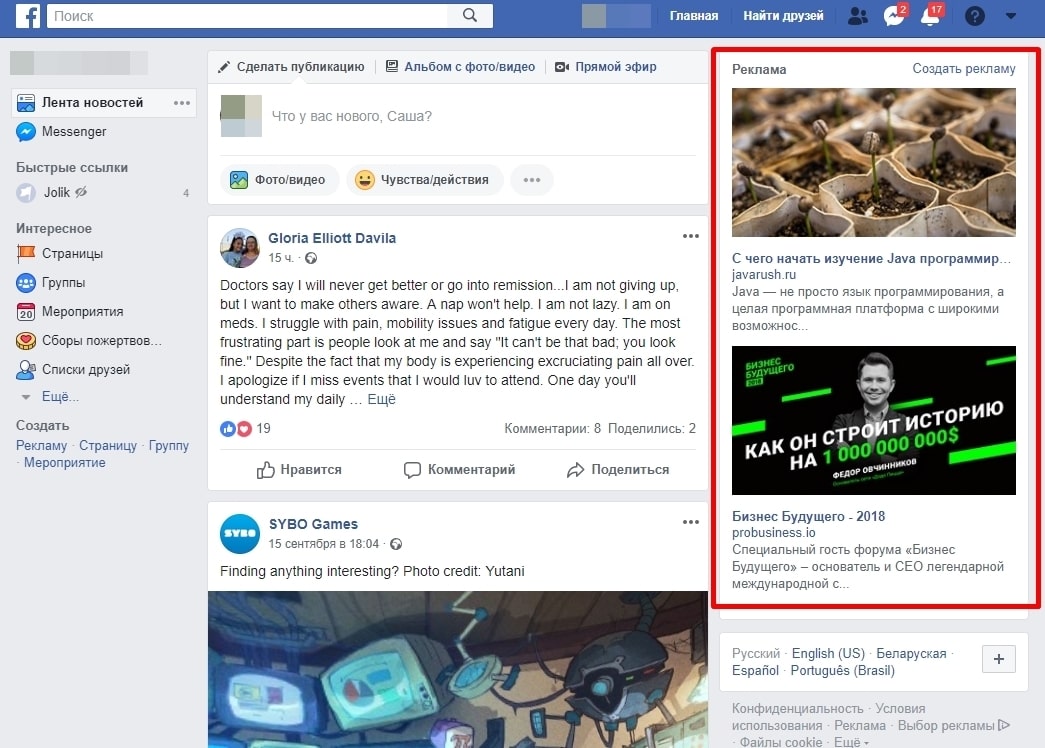 Поиск
Главная
Найти друзей
2
17
Лента новостей
Messenger
Быстрые ссылки
Jolik
4
Интересное
Страницы
Группы
20
Мероприятия
Сборы пожертвов...
Списки друзей
Ещё...
Создать
Рекламу · Страницу · Группу
· Мероприятие
Сделать публикацию
Альбом с фото/видео
Прямой эфир
Что у вас нового, Саша?
Фото/видео
Чувства/действия
Gloria Elliott Davila
15 ч. ·
Doctors say I will never get better or go into remission...I am not giving up,
but I want to make others aware. A nap won't help. I am not lazy. I am on
meds. I struggle with pain, mobility issues and fatigue every day. The most
frustrating part is people look at me and say "It can't be that bad; you look
fine." Despite the fact that my body is experiencing excruciating pain all over.
I apologize if I miss events that I would luv to attend. One day you'll
understand my daily … Ещё
19
Комментарии: 8 Поделились: 2
Нравится
Комментарий
Поделиться
SYBO
SYBO Games
15 сентября в 18:04 ·
Finding anything interesting? Photo credit: Yutani
Реклама
Создать рекламу
С чего начать изучение Java программир...
javarush.ru
Java — не просто язык программирования, а
целая программная платформа с широкими
возможнос...
БИЗНЕС
БУДУЩЕГО
2018
КАК ОН СТРОИТ ИСТОРИЮ
НА 1 000 000 000$
ФЕДОР ОВЧИННИКОВ
Бизнес Будущего - 2018
probusiness.io
Специальный гость форума «Бизнес
Будущего» – основатель и CEO легендарной
международной с...
Русский · English (US) · Беларуская ·
Español · Português (Brasil)
Конфиденциальность · Условия
использования · Реклама · Выбор рекламы
· Файлы cookie · Ещё